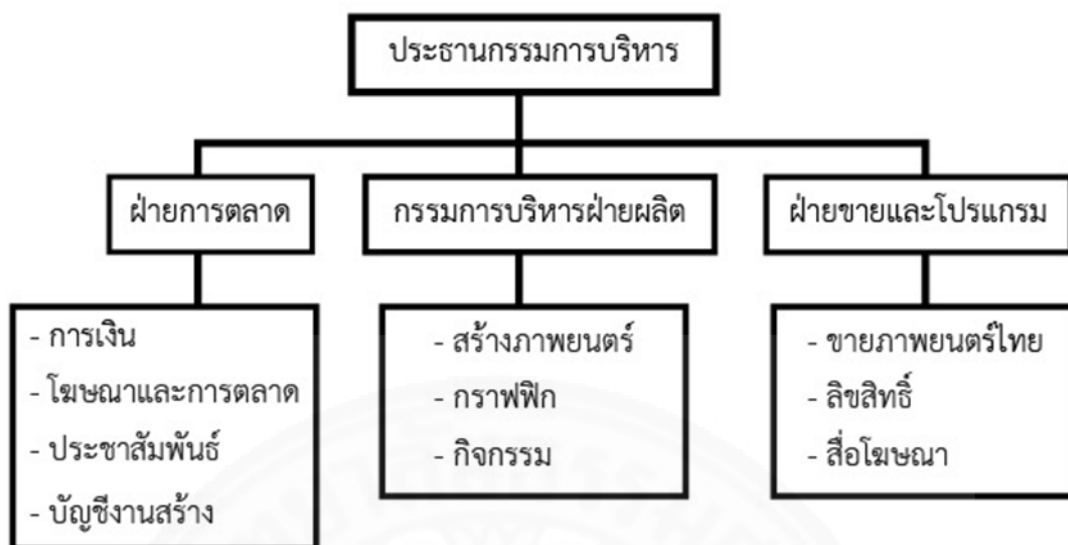 ประธานกรรมการบริหาร
ฝ่ายการตลาด
กรรมการบริหารฝ่ายผลิต
ฝ่ายขายและโปรแกรม
- การเงิน
- โฆษณาและการตลาด
- ประชาสัมพันธ์
- บัญชีงานสร้าง
- สร้างภาพยนตร์
- กราฟฟิก
- กิจกรรม
- ขายภาพยนตร์ไทย
- ลิขสิทธิ์
- สื่อโฆษณา